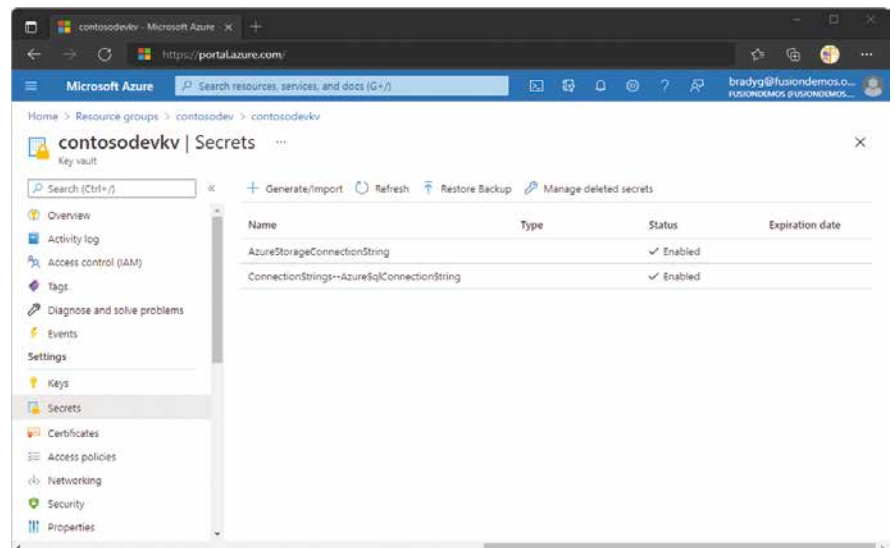 contosodevkv - Microsoft Azure
https://portal.azure.com/
Microsoft Azure
Search resources, services, and docs (G+/)
bradyg@fusiondemos.o...
FUSIONDEMOS (FUSIONDEMOS....
Home > Resource groups > contosodev > contosodevkv
contosodevkv | Secrets ...
Key vault
Search (Ctrl+/)
Generate/Import Refresh Restore Backup Manage deleted secrets
Overview
Activity log
Access control (IAM)
Tags
Diagnose and solve problems
Events
Settings
Keys
Secrets
Certificates
Access policies
Networking
Security
Properties
Name Type Status Expiration date
AzureStorageConnectionString Enabled
ConnectionStrings--AzureSqlConnectionString Enabled